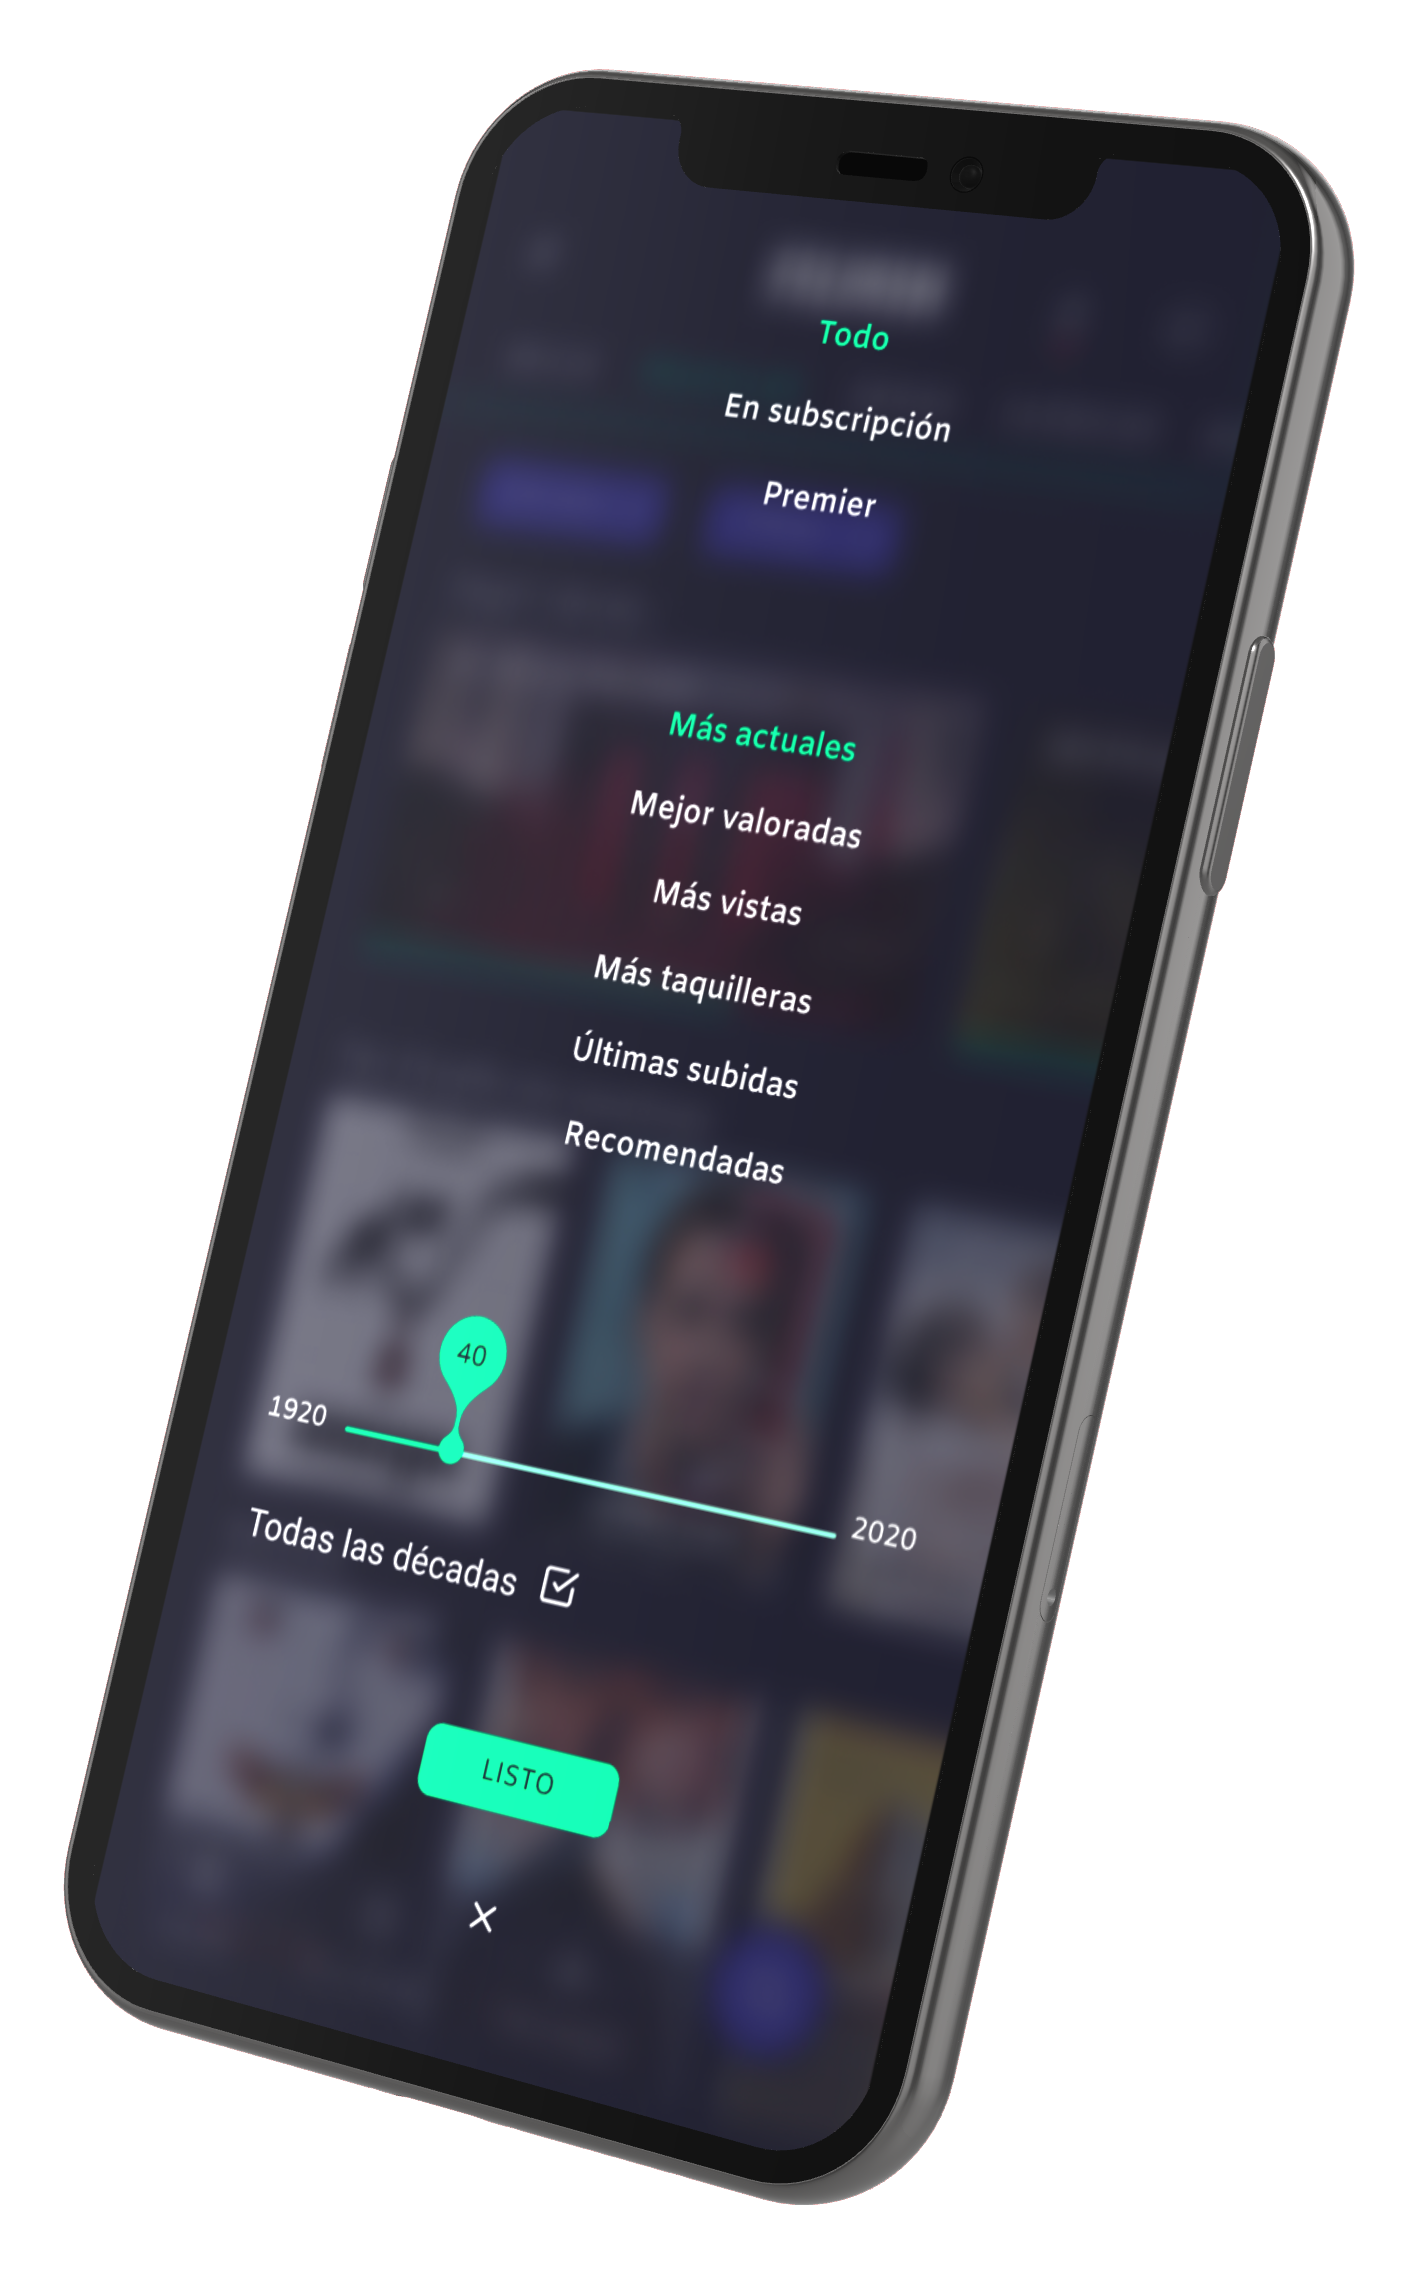 Todo
En subscripción
Premier
Más actuales
Mejor valoradas
Más vistas
Más taquilleras
Últimas subidas
Recomendadas
40
1920
2020
Todas las décadas
LISTO